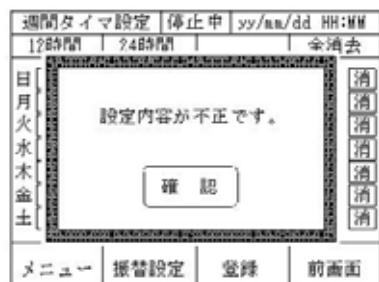 週間タイマ設定 停止中 yy/mm/dd HH:MM
12時間 24時間 全消去
日 消
月 消
火 消
水 消
木 消
金 消
土 消
設定内容が不正です。
確 認
メニュー 振替設定 登録 前画面